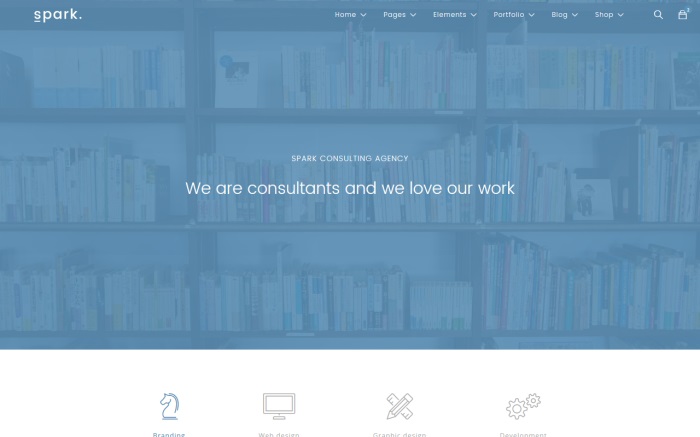 spark.
Home Pages Elements Portfolio Blog Shop
SPARK CONSULTING AGENCY
We are consultants and we love our work
Branding Web design Graphic design Development